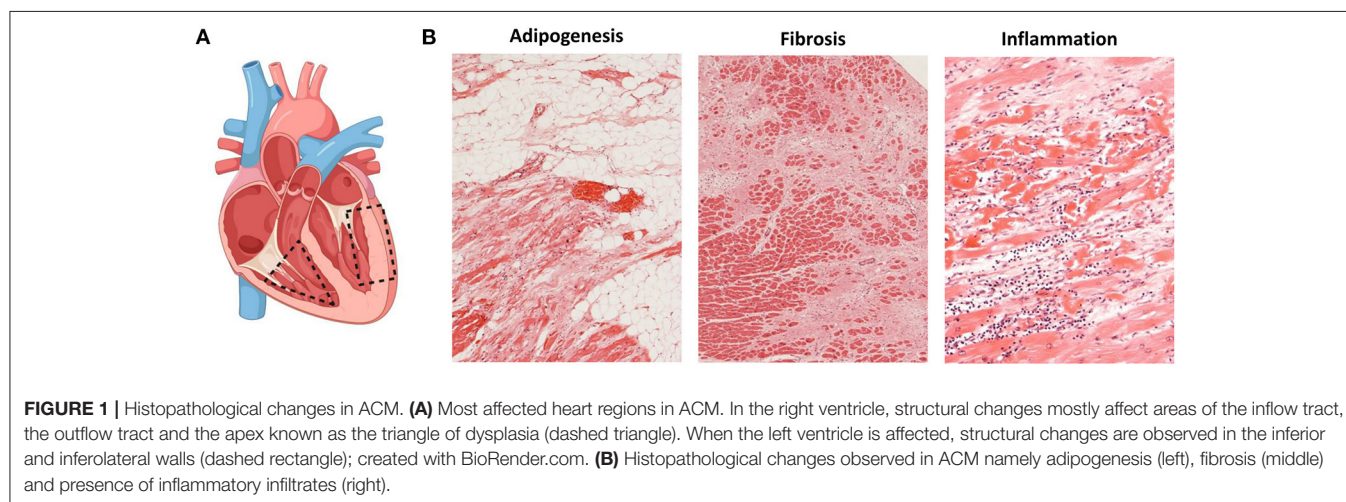 A
B
Adipogenesis
Fibrosis
Inflammation
FIGURE 1 | Histopathological changes in ACM. (A) Most affected heart regions in ACM. In the right ventricle, structural changes mostly affect areas of the inflow tract,
the outflow tract and the apex known as the triangle of dysplasia (dashed triangle). When the left ventricle is affected, structural changes are observed in the inferior
and inferolateral walls (dashed rectangle); created with BioRender.com. (B) Histopathological changes observed in ACM namely adipogenesis (left), fibrosis (middle)
and presence of inflammatory infiltrates (right).